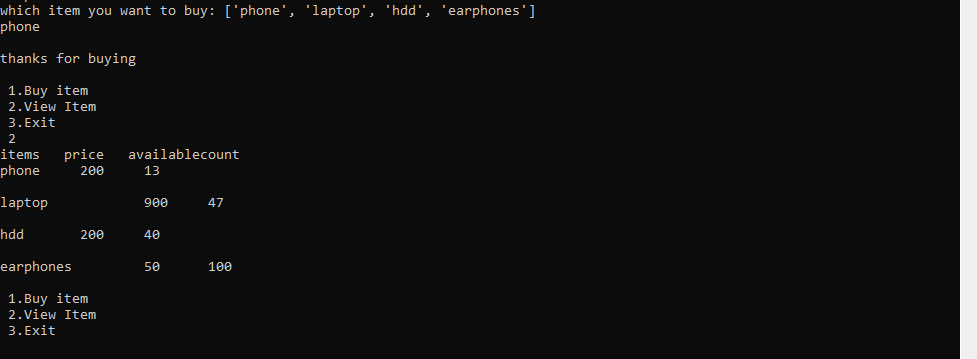 which item you want to buy: ['phone', 'laptop', 'hdd', 'earphones']
phone
thanks for buying
1.Buy item
2.View Item
3.Exit
2
items price availablecount
phone 200 13
laptop 900 47
hdd 200 40
earphones 50 100
1.Buy item
2.View Item
3.Exit